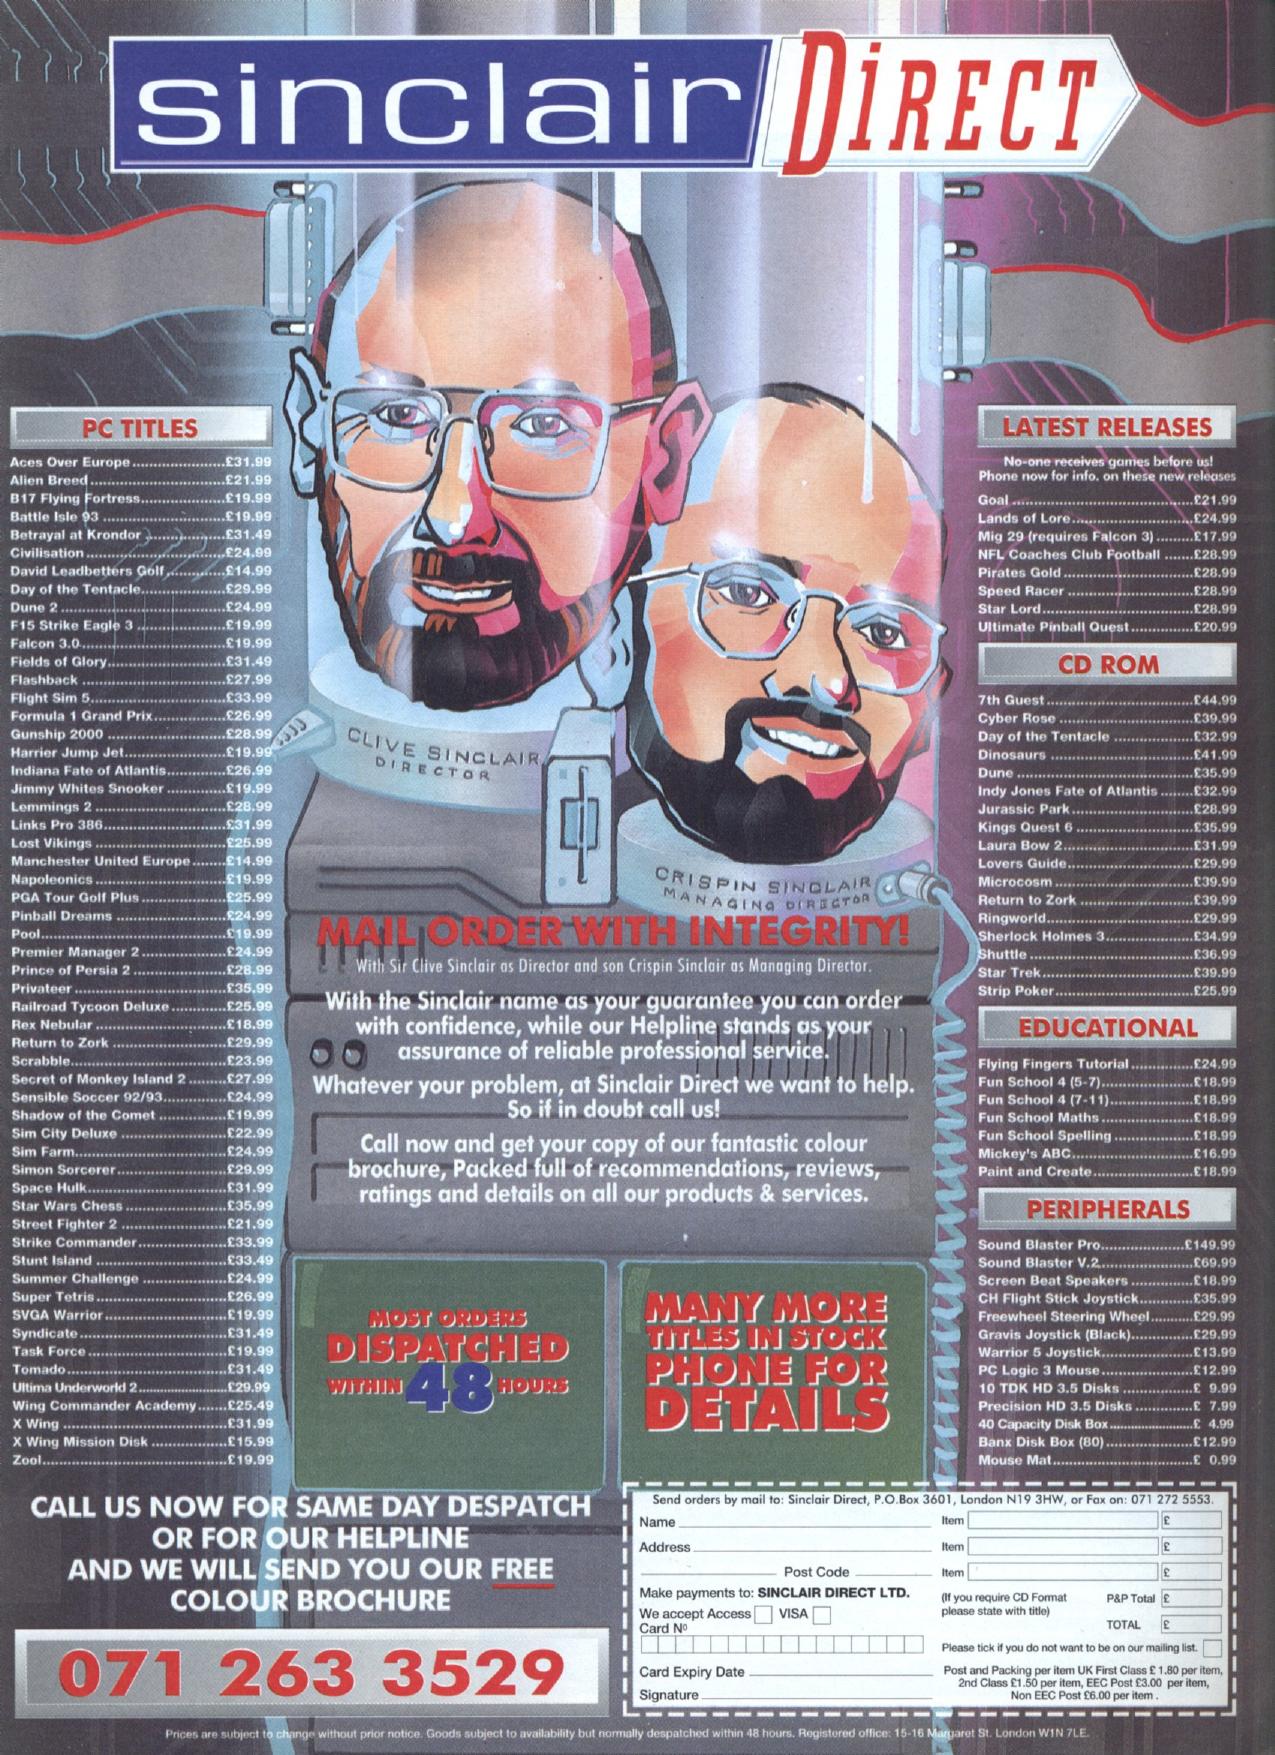 sinclair DIRECT
PC TITLES
Aces Over Europe ........ £31.99
Alien Breed ........ £21.99
B17 Flying Fortress ........ £19.99
Battle Isle 93 ........ £19.99
Betrayal at Krondor ........ £31.49
Civilisation ........ £24.99
David Leadbetters Golf ........ £14.99
Day of the Tentacle ........ £29.99
Dune 2 ........ £24.99
F15 Strike Eagle 3 ........ £19.99
Falcon 3.0 ........ £19.99
Fields of Glory ........ £31.49
Flashback ........ £27.99
Flight Sim 5 ........ £33.99
Formula 1 Grand Prix ........ £26.99
Gunship 2000 ........ £28.99
Harrier Jump Jet ........ £19.99
Indiana Fate of Atlantis ........ £26.99
Jimmy Whites Snooker ........ £19.99
Lemmings 2 ........ £28.99
Links Pro 386 ........ £31.99
Lost Vikings ........ £25.99
Manchester United Europe ........ £14.99
Napoleonics ........ £19.99
PGA Tour Golf Plus ........ £25.99
Pinball Dreams ........ £24.99
Pool ........ £19.99
Premier Manager 2 ........ £24.99
Prince of Persia 2 ........ £28.99
Privateer ........ £35.99
Railroad Tycoon Deluxe ........ £25.99
Rex Nebular ........ £18.99
Return to Zork ........ £29.99
Scrabble ........ £23.99
Secret of Monkey Island 2 ........ £27.99
Sensible Soccer 92/93 ........ £24.99
Shadow of the Comet ........ £19.99
Sim City Deluxe ........ £22.99
Sim Farm ........ £24.99
Simon Sorcerer ........ £29.99
Space Hulk ........ £31.99
Star Wars Chess ........ £35.99
Street Fighter 2 ........ £21.99
Strike Commander ........ £33.99
Stunt Island ........ £33.49
Summer Challenge ........ £24.99
Super Tetris ........ £26.99
SVGA Warrior ........ £19.99
Syndicate ........ £31.49
Task Force ........ £19.99
Tornado ........ £31.49
Ultima Underworld 2 ........ £29.99
Wing Commander Academy ........ £25.49
X Wing ........ £31.99
X Wing Mission Disk ........ £15.99
Zool ........ £19.99
CLIVE SINCLAIR
DIRECTOR
CRISPIN SINCLAIR
MANAGING DIRECTOR
MAIL ORDER WITH INTEGRITY!
With Sir Clive Sinclair as Director and son Crispin Sinclair as Managing Director.
With the Sinclair name as your guarantee you can order
with confidence, while our Helpline stands as your
assurance of reliable professional service.
Whatever your problem, at Sinclair Direct we want to help.
So if in doubt call us!
Call now and get your copy of our fantastic colour
brochure, Packed full of recommendations, reviews,
ratings and details on all our products & services.
MOST ORDERS
DISPATCHED
WITHIN 48 HOURS
MANY MORE
TITLES IN STOCK
PHONE FOR
DETAILS
LATEST RELEASES
No-one receives games before us!
Phone now for info. on these new releases
Goal ........ £21.99
Lands of Lore ........ £24.99
Mig 29 (requires Falcon 3) ........ £17.99
NFL Coaches Club Football ........ £28.99
Pirates Gold ........ £28.99
Speed Racer ........ £28.99
Star Lord ........ £28.99
Ultimate Pinball Quest ........ £20.99
CD ROM
7th Guest ........ £44.99
Cyber Rose ........ £39.99
Day of the Tentacle ........ £32.99
Dinosaurs ........ £41.99
Dune ........ £35.99
Indy Jones Fate of Atlantis ........ £32.99
Jurassic Park ........ £28.99
Kings Quest 6 ........ £35.99
Laura Bow 2 ........ £31.99
Lovers Guide ........ £29.99
Microcosm ........ £39.99
Return to Zork ........ £39.99
Ringworld ........ £29.99
Sherlock Holmes 3 ........ £34.99
Shuttle ........ £36.99
Star Trek ........ £39.99
Strip Poker ........ £25.99
EDUCATIONAL
Flying Fingers Tutorial ........ £24.99
Fun School 4 (5-7) ........ £18.99
Fun School 4 (7-11) ........ £18.99
Fun School Maths ........ £18.99
Fun School Spelling ........ £18.99
Mickey's ABC ........ £16.99
Paint and Create ........ £18.99
PERIPHERALS
Sound Blaster Pro ........ £149.99
Sound Blaster V.2 ........ £69.99
Screen Beat Speakers ........ £18.99
CH Flight Stick Joystick ........ £35.99
Freewheel Steering Wheel ........ £29.99
Gravis Joystick (Black) ........ £29.99
Warrior 5 Joystick ........ £13.99
PC Logic 3 Mouse ........ £12.99
10 TDK HD 3.5 Disks ........ £ 9.99
Precision HD 3.5 Disks ........ £ 7.99
40 Capacity Disk Box ........ £ 4.99
Banx Disk Box (80) ........ £12.99
Mouse Mat ........ £ 0.99
CALL US NOW FOR SAME DAY DESPATCH
OR FOR OUR HELPLINE
AND WE WILL SEND YOU OUR FREE
COLOUR BROCHURE
071 263 3529
Send orders by mail to: Sinclair Direct, P.O.Box 3601, London N19 3HW, or Fax on: 071 272 5553.
Name
Address
Post Code
Make payments to: SINCLAIR DIRECT LTD.
We accept Access VISA
Card Nº
Card Expiry Date
Signature
Item £
Item £
Item £
(If you require CD Format
please state with title)
P&P Total £
TOTAL £
Please tick if you do not want to be on our mailing list.
Post and Packing per item UK First Class £ 1.80 per item,
2nd Class £1.50 per item, EEC Post £3.00 per item,
Non EEC Post £6.00 per item .
Prices are subject to change without prior notice. Goods subject to availability but normally despatched within 48 hours. Registered office: 15-16 Margaret St. London W1N 7LE.